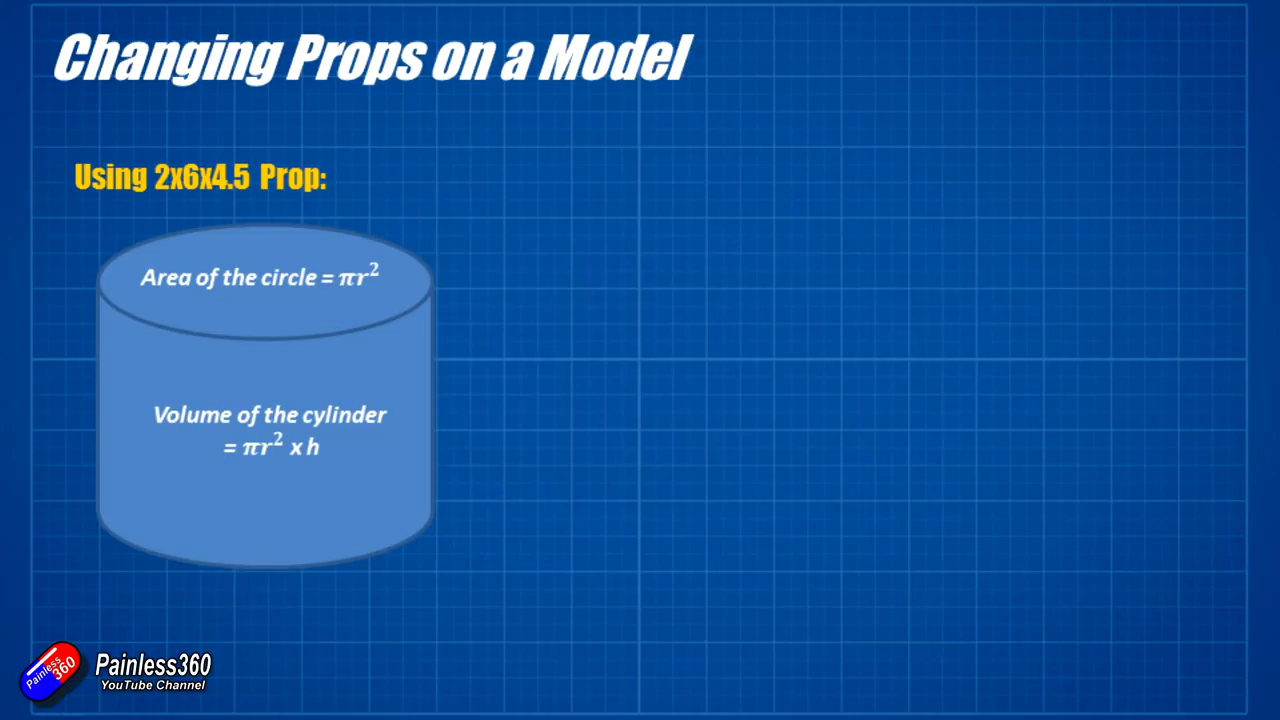 Changing Props on a Model
Using 2x6x4.5 Prop:
Area of the circle = πr²
Volume of the cylinder
= πr² x h
Painless
360
Painless360
YouTube Channel